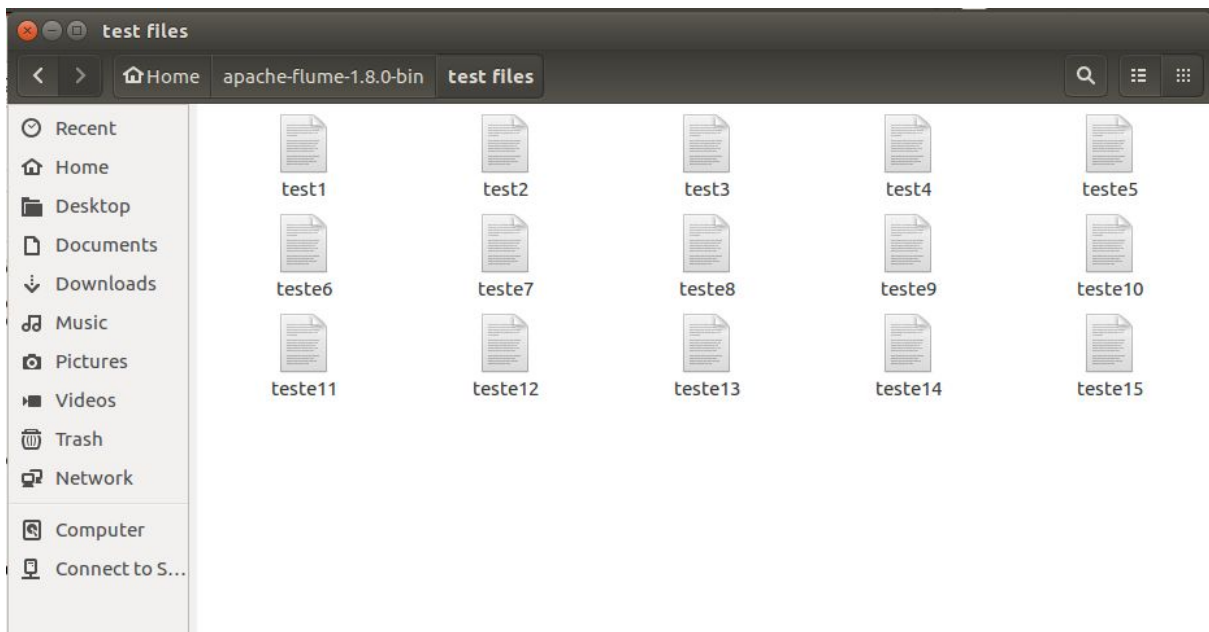 test files
Home apache-flume-1.8.0-bin test files
Recent
Home
Desktop
Documents
Downloads
Music
Pictures
Videos
Trash
Network
Computer
Connect to S...
test1 test2 test3 test4 teste5
teste6 teste7 teste8 teste9 teste10
teste11 teste12 teste13 teste14 teste15